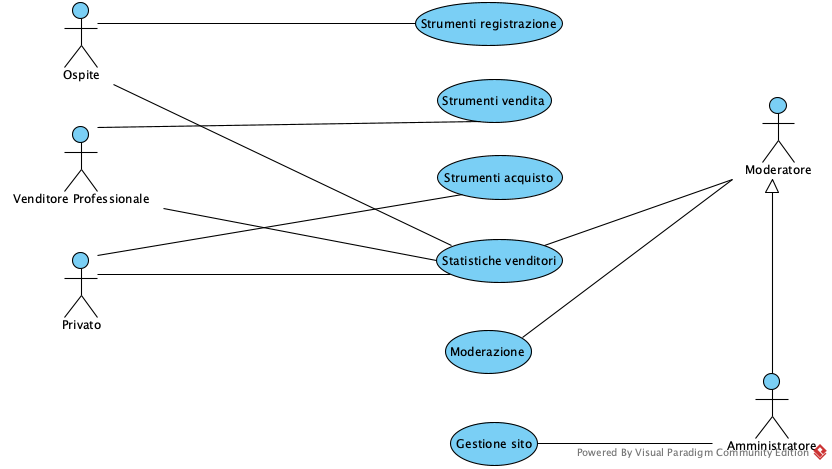 Strumenti registrazione
Ospite
Strumenti vendita
Moderatore
Venditore Professionale
Strumenti acquisto
Statistiche venditori
Privato
Moderazione
Gestione sito
Amministratore
Powered By Visual Paradigm Community Edition